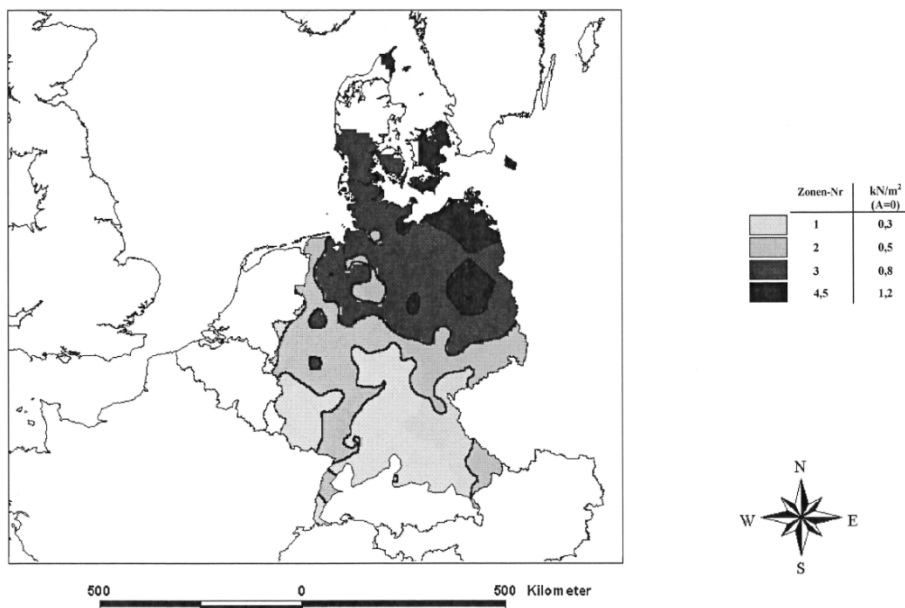 Zonen-Nr kN/m²
(A=0)
1 0,3
2 0,5
3 0,8
4,5 1,2
N
W E
S
500 0 500 Kilometer